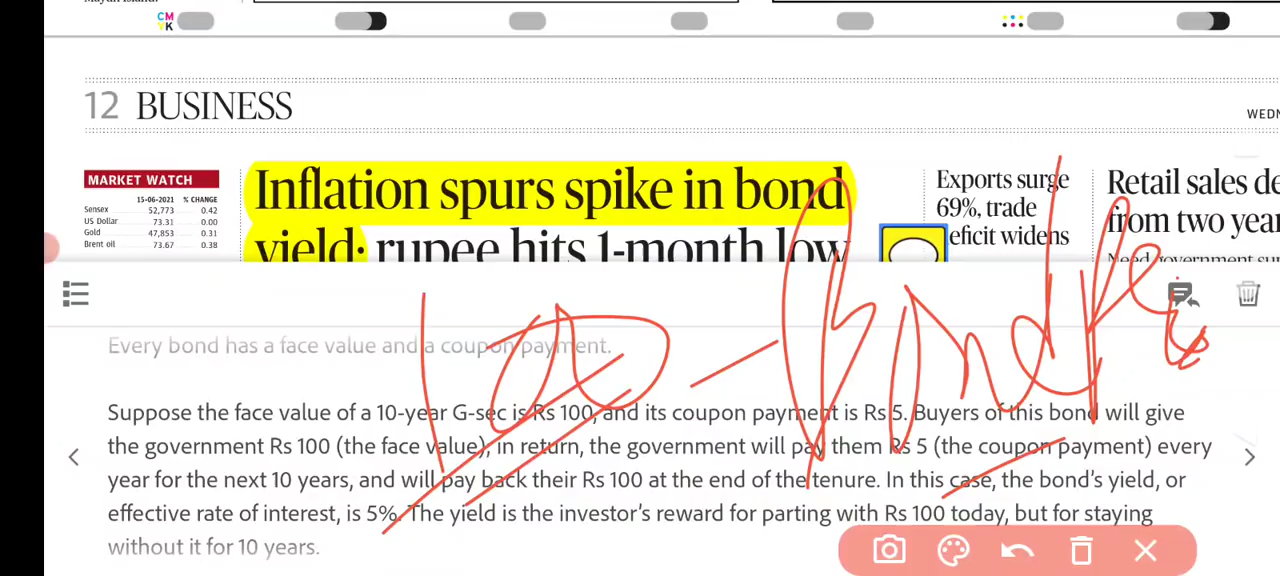 CM
YK
12 BUSINESS
MARKET WATCH
15-06-2021 % CHANGE
Sensex 52,773 0.42
US Dollar 73.31 0.00
Gold 47,853 0.31
Brent oil 73.67 0.38
Inflation spurs spike in bond
yield; rupee hits 1-month low
Exports surge
69%, trade
eficit widens
Retail sales de
from two yea
100 - Bond
Every bond has a face value and a coupon payment.
Suppose the face value of a 10-year G-sec is Rs 100, and its coupon payment is Rs 5. Buyers of this bond will give
the government Rs 100 (the face value); in return, the government will pay them Rs 5 (the coupon payment) every
year for the next 10 years, and will pay back their Rs 100 at the end of the tenure. In this case, the bond's yield, or
effective rate of interest, is 5%. The yield is the investor's reward for parting with Rs 100 today, but for staying
without it for 10 years.